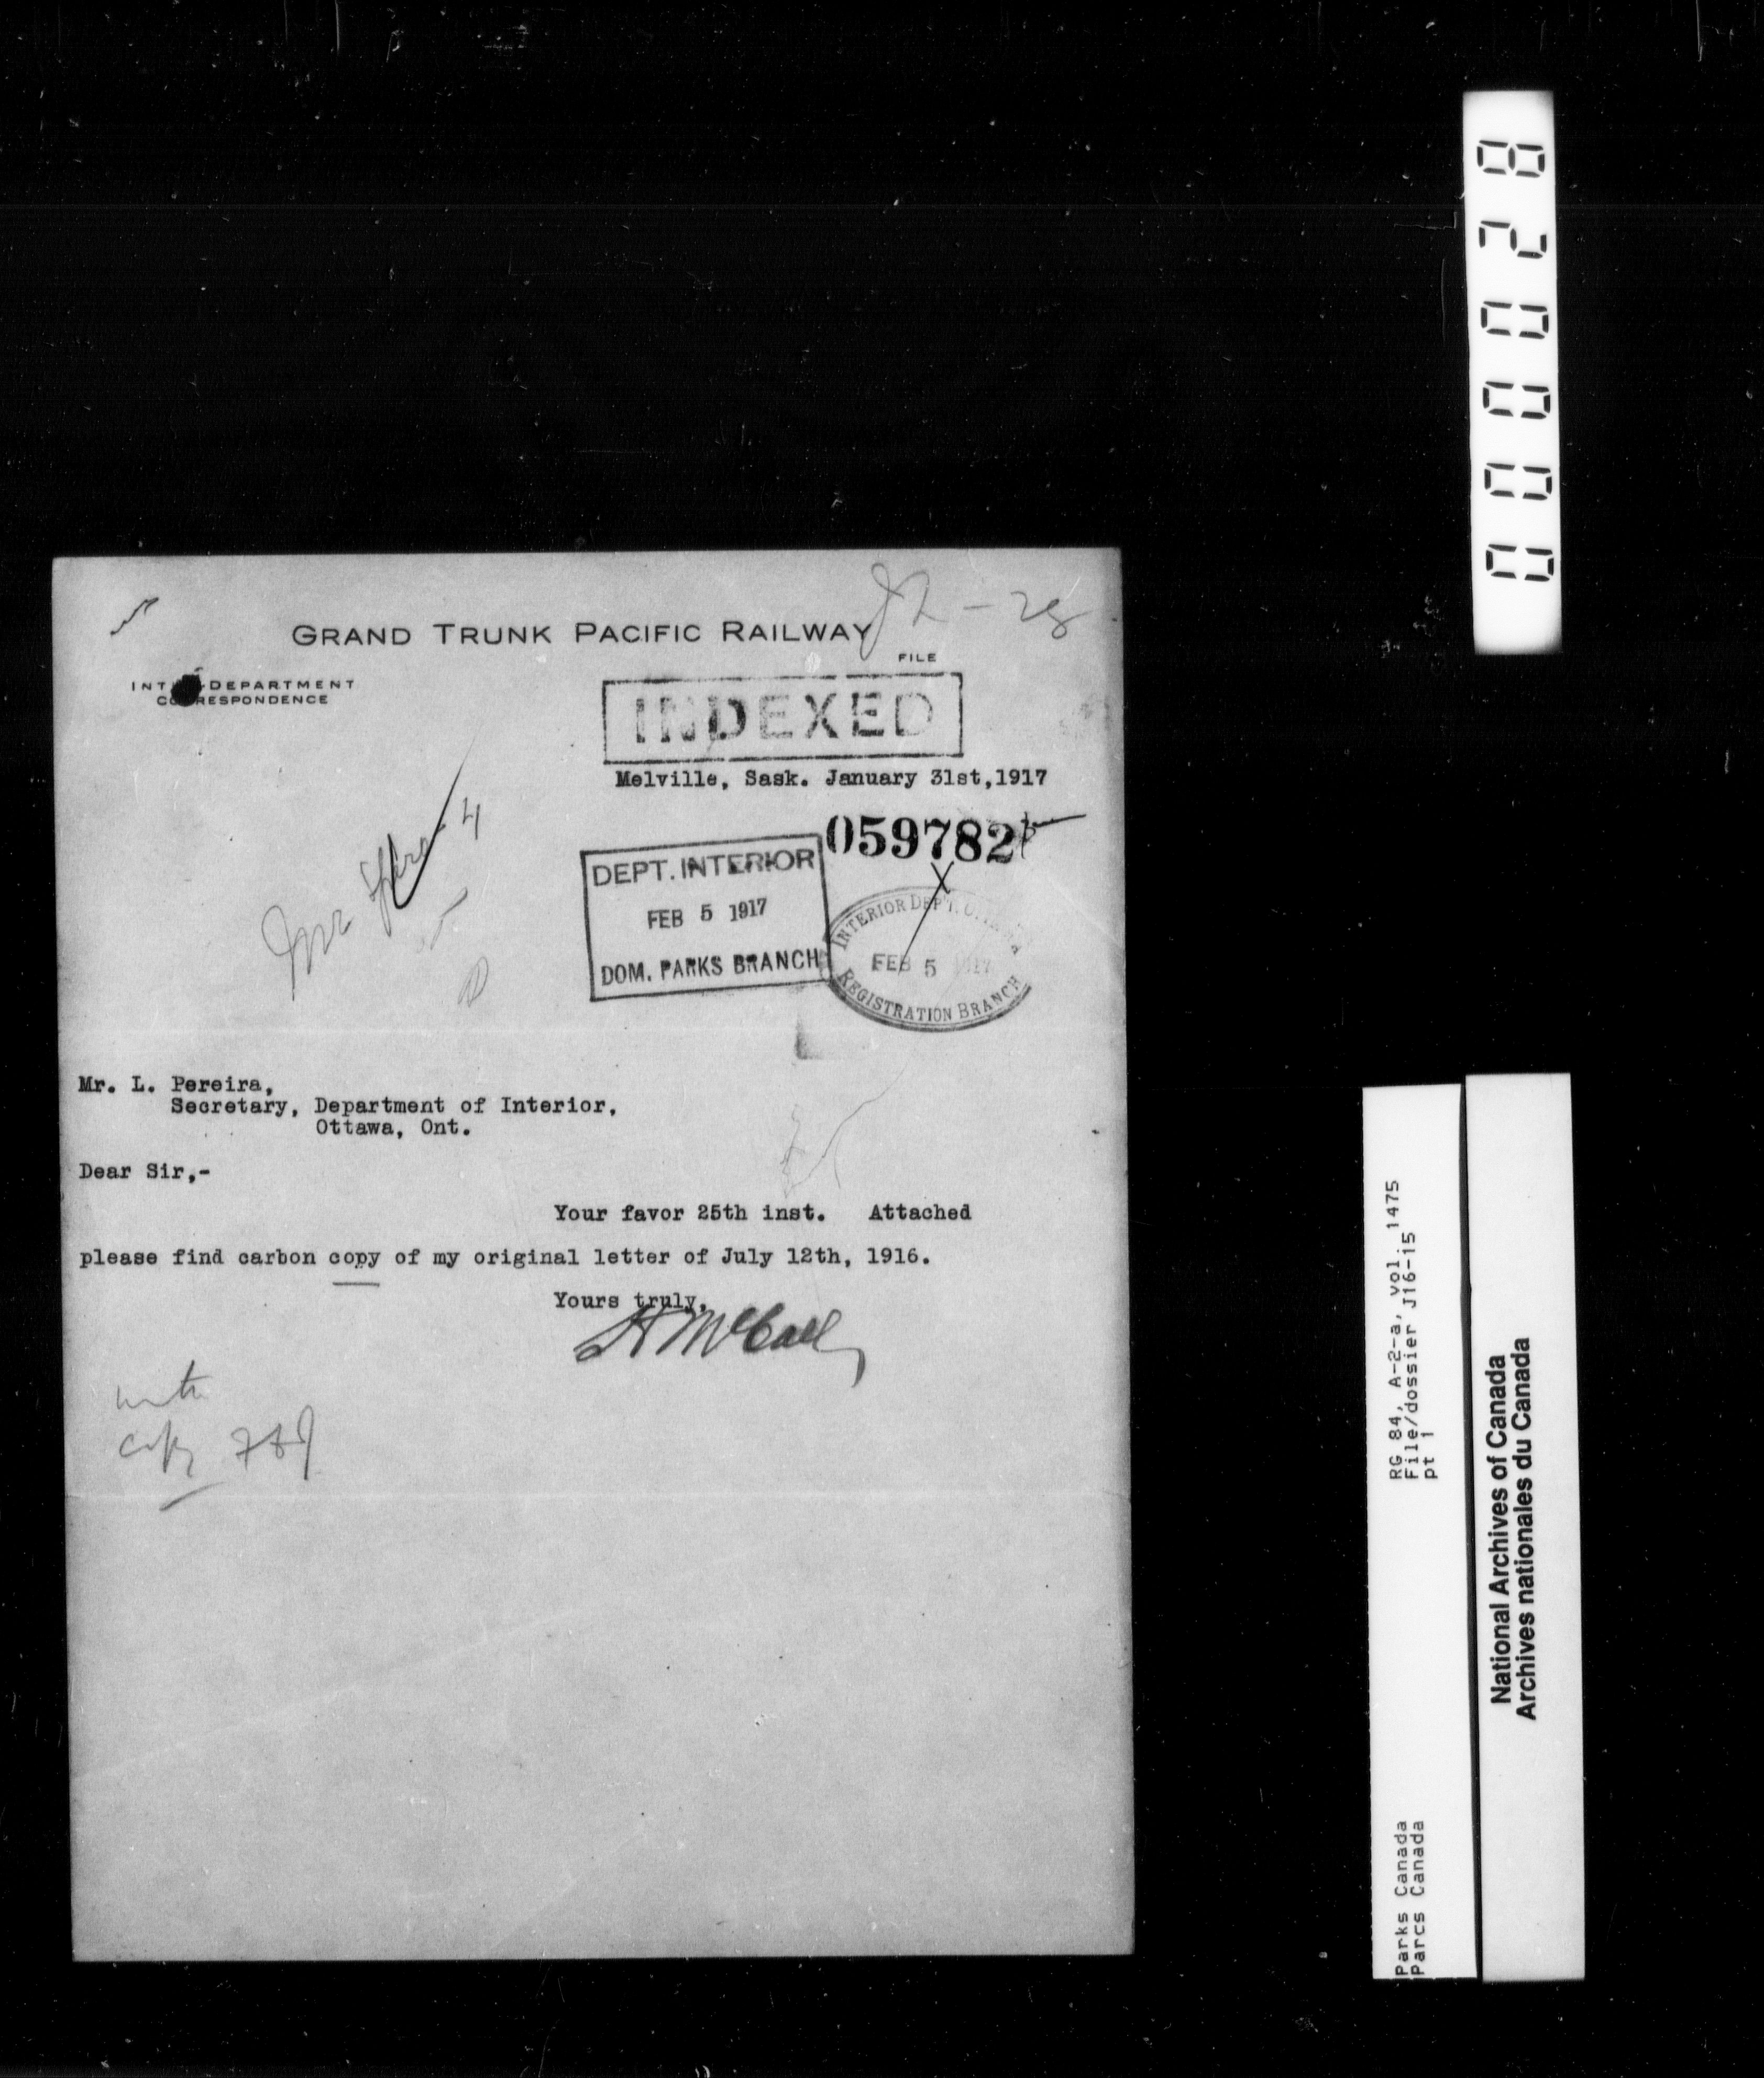 GRAND TRUNK PACIFIC RAILWAY
FILE
DEPARTMENT
CORRESPONDENCE
INDEXED
Melville, Sask. January 31st,1917
059782
DEPT. INTERIOR
FEB 5 1917
DOM. PARKS BRANCH
INTERIOR DEPT.
FEB 5 1917
REGISTRATION BRANCH
Mr. L. Pereira,
Secretary, Department of Interior,
Ottawa, Ont.
Dear Sir,-
Your favor 25th inst. Attached
please find carbon copy of my original letter of July 12th, 1916.
Yours truly,
H McCall
copy
000028
RG 84, A-2-a, vol. 1475
File/dossier J16-15
pt 1
Parks Canada
Parcs Canada
National Archives of Canada
Archives nationales du Canada